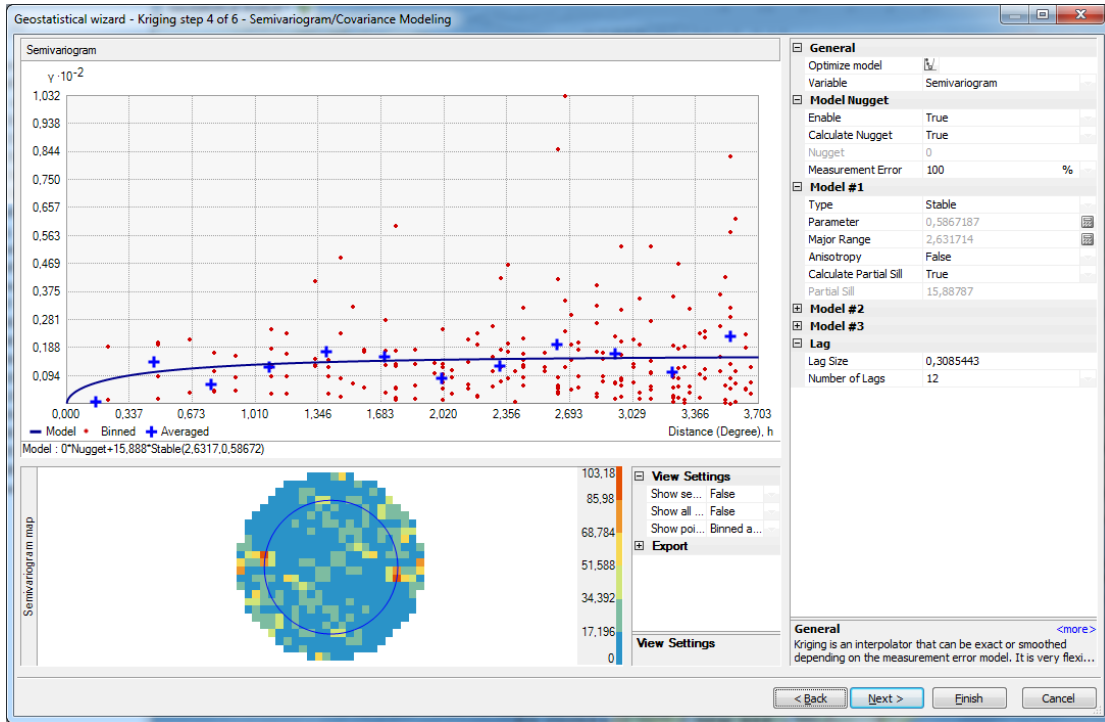 Geostatistical wizard - Kriging step 4 of 6 - Semivariogram/Covariance Modeling
Semivariogram
γ ·10-2
1,032
0,938
0,844
0,750
0,657
0,563
0,469
0,375
0,281
0,188
0,094
0,000 0,337 0,673 1,010 1,346 1,683 2,020 2,356 2,693 3,029 3,366 3,703
Model Binned Averaged Distance (Degree), h
Model : 0*Nugget+15,888*Stable(2,6317,0,58672)
Semivariogram map
103,18
85,98
68,784
51,588
34,392
17,196
0
View Settings
Show se... False
Show all ... False
Show poi... Binned a...
Export
View Settings
General
Optimize model
Variable Semivariogram
Model Nugget
Enable True
Calculate Nugget True
Nugget 0
Measurement Error 100 %
Model #1
Type Stable
Parameter 0,5867187
Major Range 2,631714
Anisotropy False
Calculate Partial Sill True
Partial Sill 15,88787
Model #2
Model #3
Lag
Lag Size 0,3085443
Number of Lags 12
General <more>
Kriging is an interpolator that can be exact or smoothed
depending on the measurement error model. It is very flexi...
< Back Next > Finish Cancel